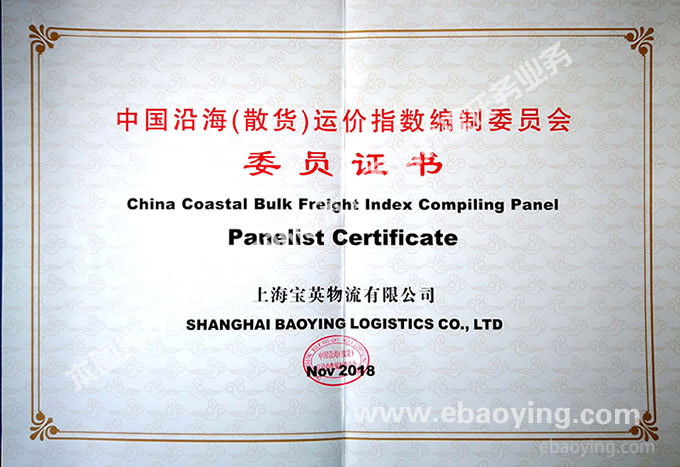 中国沿海(散货)运价指数编制委员会
委员证书
China Coastal Bulk Freight Index Compiling Panel
Panelist Certificate
上海宝英物流有限公司
SHANGHAI BAOYING LOGISTICS CO., LTD
Nov 2018
www.ebaoying.com
ebaoying.com